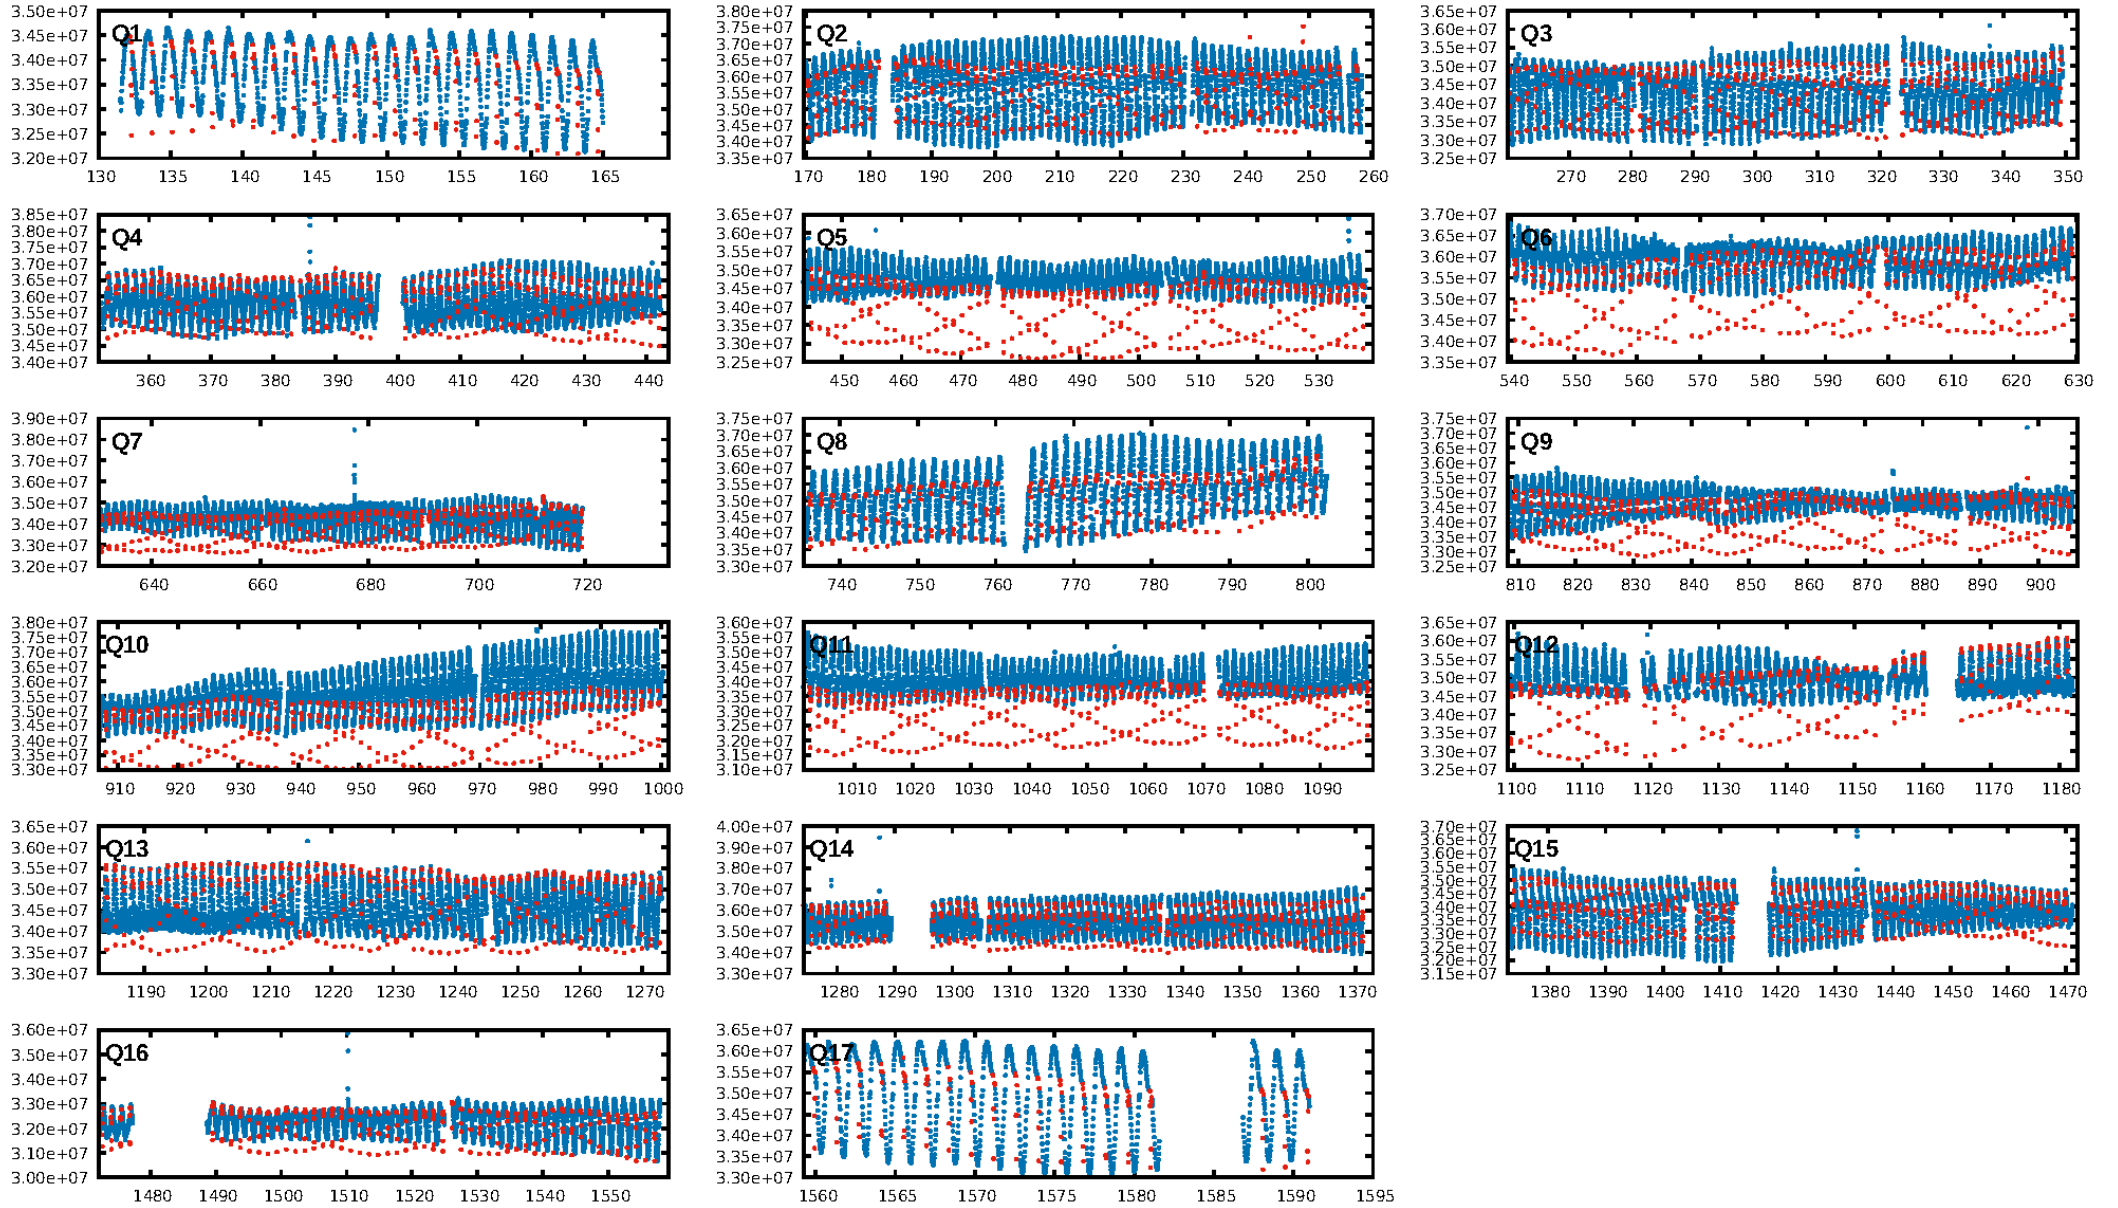 3.50e+07
3.45e+07
3.40e+07
3.35e+07
3.30e+07
3.25e+07
3.20e+07
Q1
130 135 140 145 150 155 160 165
3.80e+07
3.75e+07
3.70e+07
3.65e+07
3.60e+07
3.55e+07
3.50e+07
3.45e+07
3.40e+07
3.35e+07
Q2
170 180 190 200 210 220 230 240 250 260
3.65e+07
3.60e+07
3.55e+07
3.50e+07
3.45e+07
3.40e+07
3.35e+07
3.30e+07
3.25e+07
Q3
270 280 290 300 310 320 330 340 350
3.85e+07
3.80e+07
3.75e+07
3.70e+07
3.65e+07
3.60e+07
3.55e+07
3.50e+07
3.45e+07
3.40e+07
Q4
360 370 380 390 400 410 420 430 440
3.65e+07
3.60e+07
3.55e+07
3.50e+07
3.45e+07
3.40e+07
3.35e+07
3.30e+07
3.25e+07
Q5
450 460 470 480 490 500 510 520 530
3.70e+07
3.65e+07
3.60e+07
3.55e+07
3.50e+07
3.45e+07
3.40e+07
3.35e+07
Q6
540 550 560 570 580 590 600 610 620 630
3.90e+07
3.80e+07
3.70e+07
3.60e+07
3.50e+07
3.40e+07
3.30e+07
3.20e+07
Q7
640 660 680 700 720
3.75e+07
3.70e+07
3.65e+07
3.60e+07
3.55e+07
3.50e+07
3.45e+07
3.40e+07
3.35e+07
3.30e+07
Q8
740 750 760 770 780 790 800
3.75e+07
3.70e+07
3.65e+07
3.60e+07
3.55e+07
3.50e+07
3.45e+07
3.40e+07
3.35e+07
3.30e+07
3.25e+07
Q9
810 820 830 840 850 860 870 880 890 900
3.80e+07
3.75e+07
3.70e+07
3.65e+07
3.60e+07
3.55e+07
3.50e+07
3.45e+07
3.40e+07
3.35e+07
3.30e+07
Q10
910 920 930 940 950 960 970 980 990 1000
3.60e+07
3.55e+07
3.50e+07
3.45e+07
3.40e+07
3.35e+07
3.30e+07
3.25e+07
3.20e+07
3.15e+07
3.10e+07
Q11
1010 1020 1030 1040 1050 1060 1070 1080 1090
3.65e+07
3.60e+07
3.55e+07
3.50e+07
3.45e+07
3.40e+07
3.35e+07
3.30e+07
3.25e+07
Q12
1100 1110 1120 1130 1140 1150 1160 1170 1180
3.65e+07
3.60e+07
3.55e+07
3.50e+07
3.45e+07
3.40e+07
3.35e+07
3.30e+07
Q13
1190 1200 1210 1220 1230 1240 1250 1260 1270
4.00e+07
3.90e+07
3.80e+07
3.70e+07
3.60e+07
3.50e+07
3.40e+07
3.30e+07
Q14
1280 1290 1300 1310 1320 1330 1340 1350 1360 1370
3.70e+07
3.65e+07
3.60e+07
3.55e+07
3.50e+07
3.45e+07
3.40e+07
3.35e+07
3.30e+07
3.25e+07
3.20e+07
3.15e+07
Q15
1380 1390 1400 1410 1420 1430 1440 1450 1460 1470
3.60e+07
3.50e+07
3.40e+07
3.30e+07
3.20e+07
3.10e+07
3.00e+07
Q16
1480 1490 1500 1510 1520 1530 1540 1550
3.65e+07
3.60e+07
3.55e+07
3.50e+07
3.45e+07
3.40e+07
3.35e+07
3.30e+07
Q17
1560 1565 1570 1575 1580 1585 1590 1595